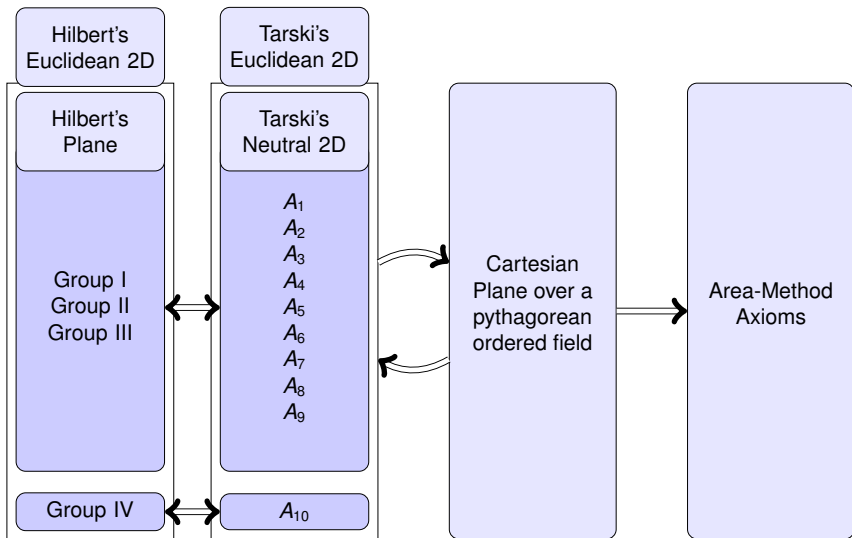 Hilbert's
Euclidean 2D
Hilbert's
Plane
Group I
Group II
Group III
Group IV
Tarski's
Euclidean 2D
Tarski's
Neutral 2D
A₁
A₂
A₃
A₄
A₅
A₆
A₇
A₈
A₉
A₁₀
Cartesian
Plane over a
pythagorean
ordered field
Area-Method
Axioms